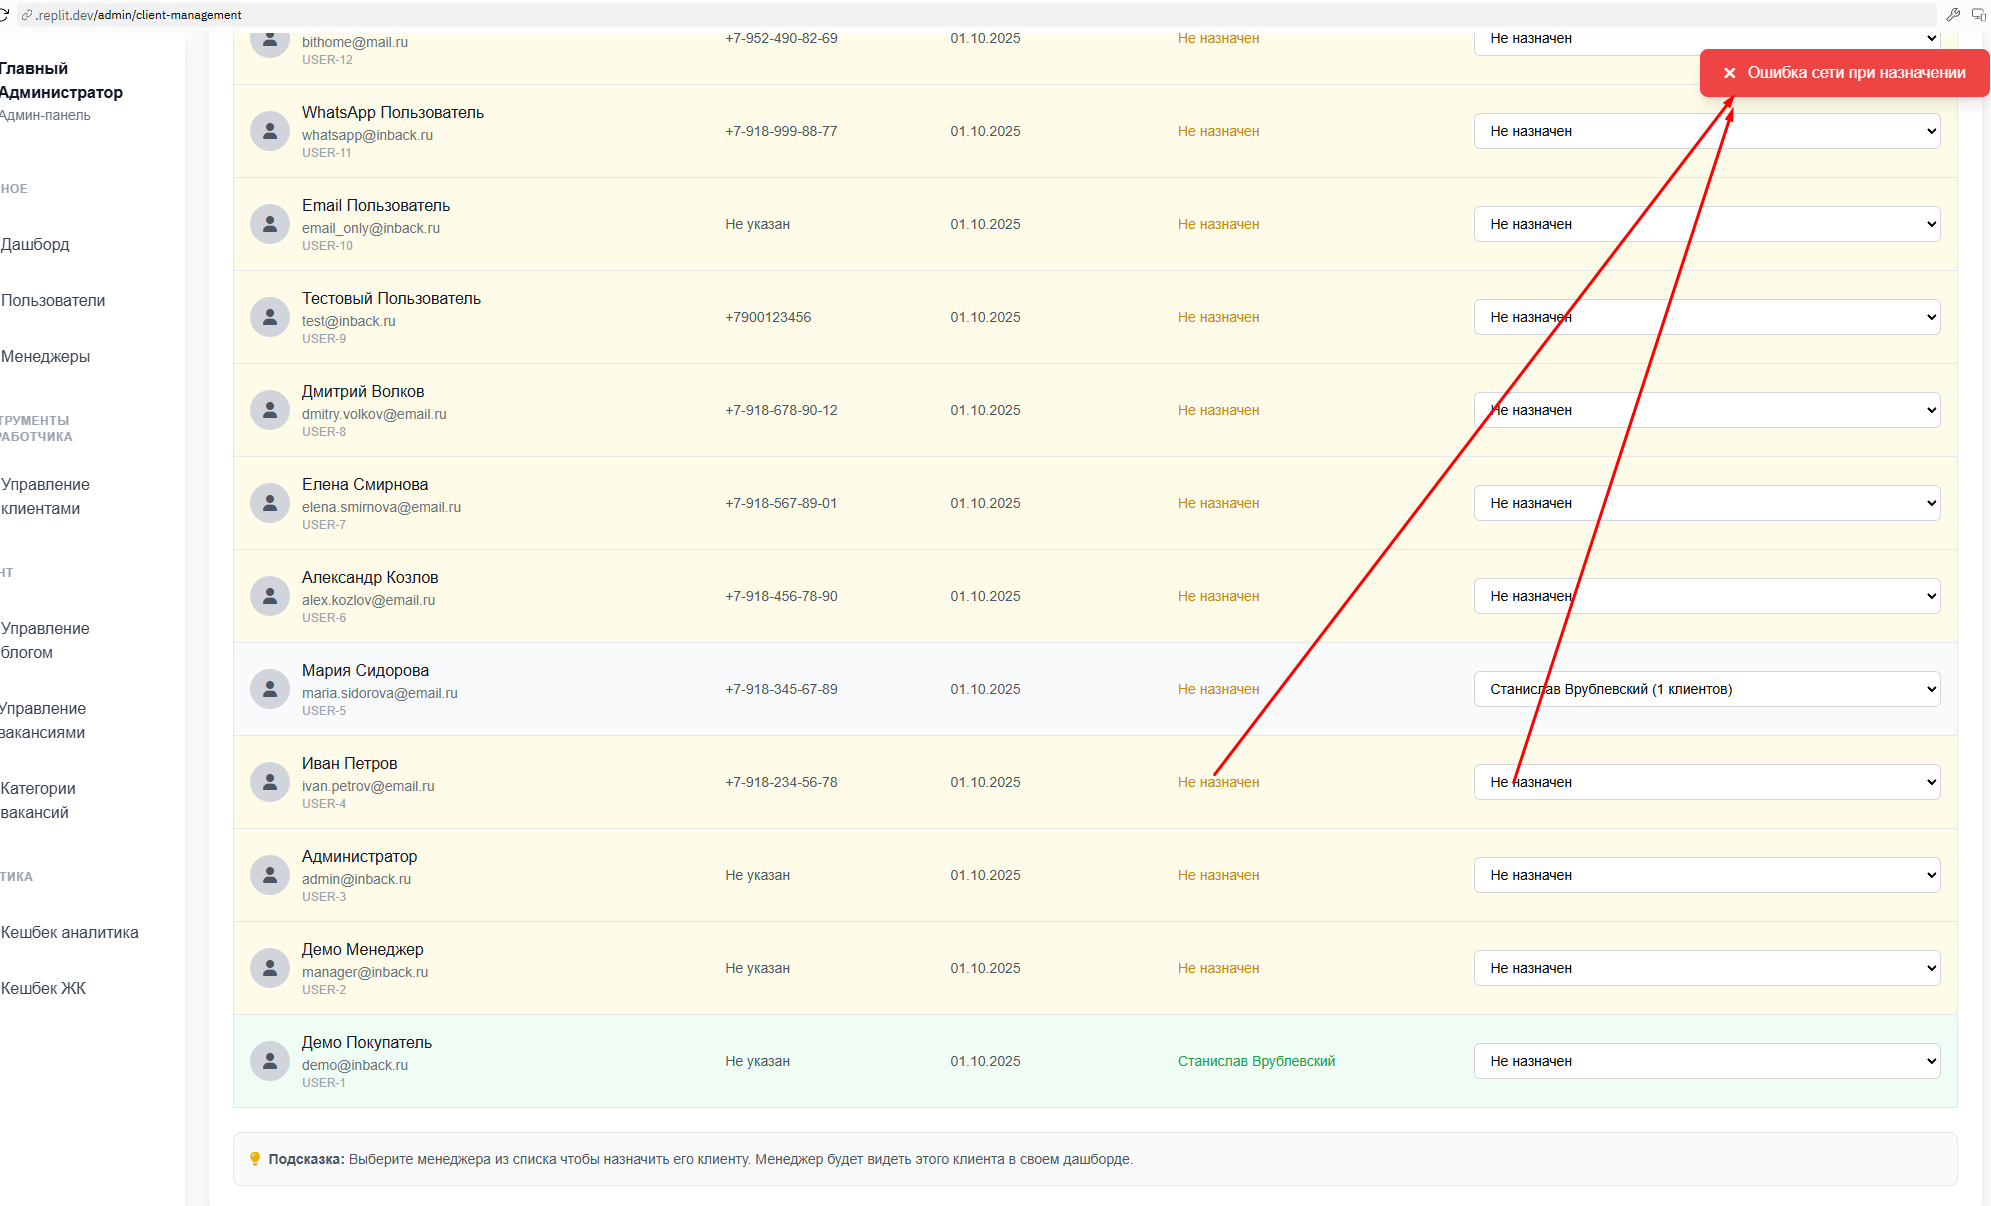 .replit.dev/admin/client-management
Главный
Администратор
Админ-панель
НОЕ
Дашборд
Пользователи
Менеджеры
ТРУМЕНТЫ
РАБОТЧИКА
Управление
клиентами
НТ
Управление
блогом
Управление
вакансиями
Категории
вакансий
ТИКА
Кешбек аналитика
Кешбек ЖК
Ошибка сети при назначении
bithome@mail.ru +7-952-490-82-69 01.10.2025 Не назначен Не назначен
USER-12
WhatsApp Пользователь
whatsapp@inback.ru +7-918-999-88-77 01.10.2025 Не назначен Не назначен
USER-11
Email Пользователь
email_only@inback.ru Не указан 01.10.2025 Не назначен Не назначен
USER-10
Тестовый Пользователь
test@inback.ru +7900123456 01.10.2025 Не назначен Не назначен
USER-9
Дмитрий Волков
dmitry.volkov@email.ru +7-918-678-90-12 01.10.2025 Не назначен Не назначен
USER-8
Елена Смирнова
elena.smirnova@email.ru +7-918-567-89-01 01.10.2025 Не назначен Не назначен
USER-7
Александр Козлов
alex.kozlov@email.ru +7-918-456-78-90 01.10.2025 Не назначен Не назначен
USER-6
Мария Сидорова
maria.sidorova@email.ru +7-918-345-67-89 01.10.2025 Не назначен Станислав Врублевский (1 клиентов)
USER-5
Иван Петров
ivan.petrov@email.ru +7-918-234-56-78 01.10.2025 Не назначен Не назначен
USER-4
Администратор
admin@inback.ru Не указан 01.10.2025 Не назначен Не назначен
USER-3
Демо Менеджер
manager@inback.ru Не указан 01.10.2025 Не назначен Не назначен
USER-2
Демо Покупатель
demo@inback.ru Не указан 01.10.2025 Станислав Врублевский Не назначен
USER-1
Подсказка: Выберите менеджера из списка чтобы назначить его клиенту. Менеджер будет видеть этого клиента в своем дашборде.